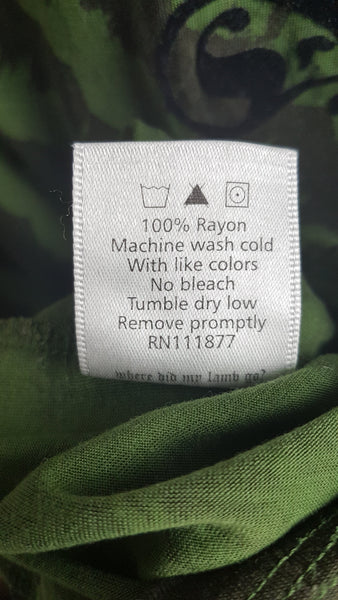 100% Rayon
Machine wash cold
With like colors
No bleach
Tumble dry low
Remove promptly
RN111877
where did my lamb go?